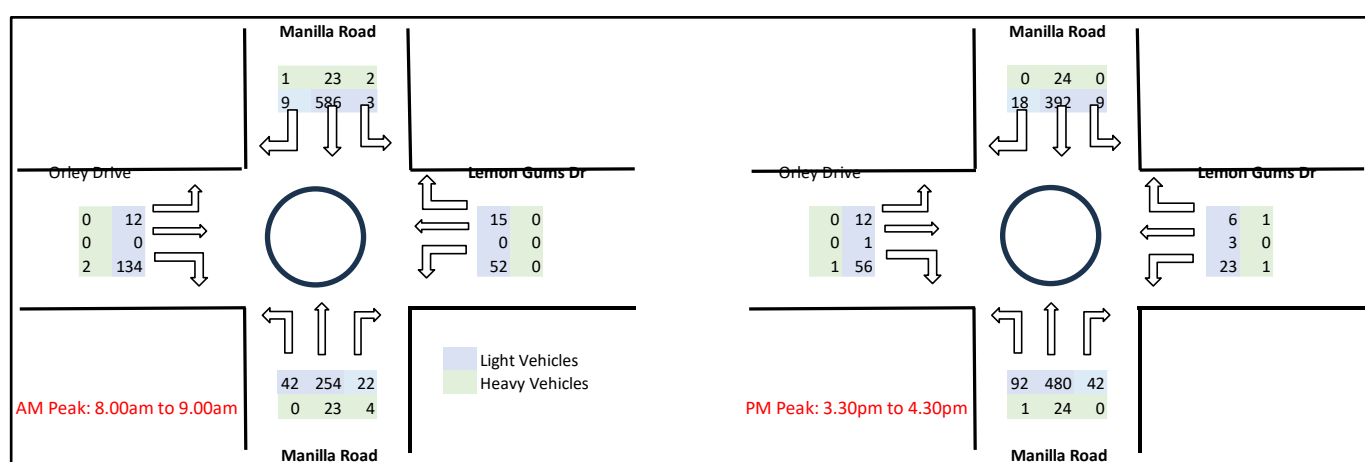 Manilla Road
1 23 2
9 586 3
Orley Drive
Lemon Gums Dr
0 12
0 0
2 134
15 0
0 0
52 0
Light Vehicles
Heavy Vehicles
42 254 22
0 23 4
AM Peak: 8.00am to 9.00am
Manilla Road
Manilla Road
0 24 0
18 392 9
Orley Drive
Lemon Gums Dr
0 12
0 1
1 56
6 1
3 0
23 1
92 480 42
1 24 0
PM Peak: 3.30pm to 4.30pm
Manilla Road